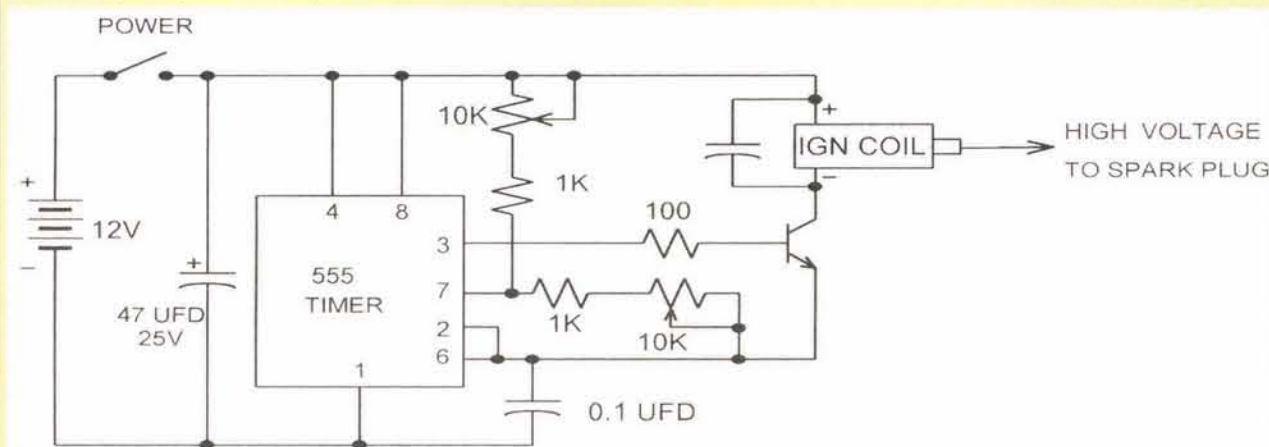 POWER
+
12V
−
+
47 UFD
25V
4 8
555
TIMER
3
7
2
6
1
10K
1K
100
1K
10K
0.1 UFD
+
IGN COIL
−
HIGH VOLTAGE
TO SPARK PLUG